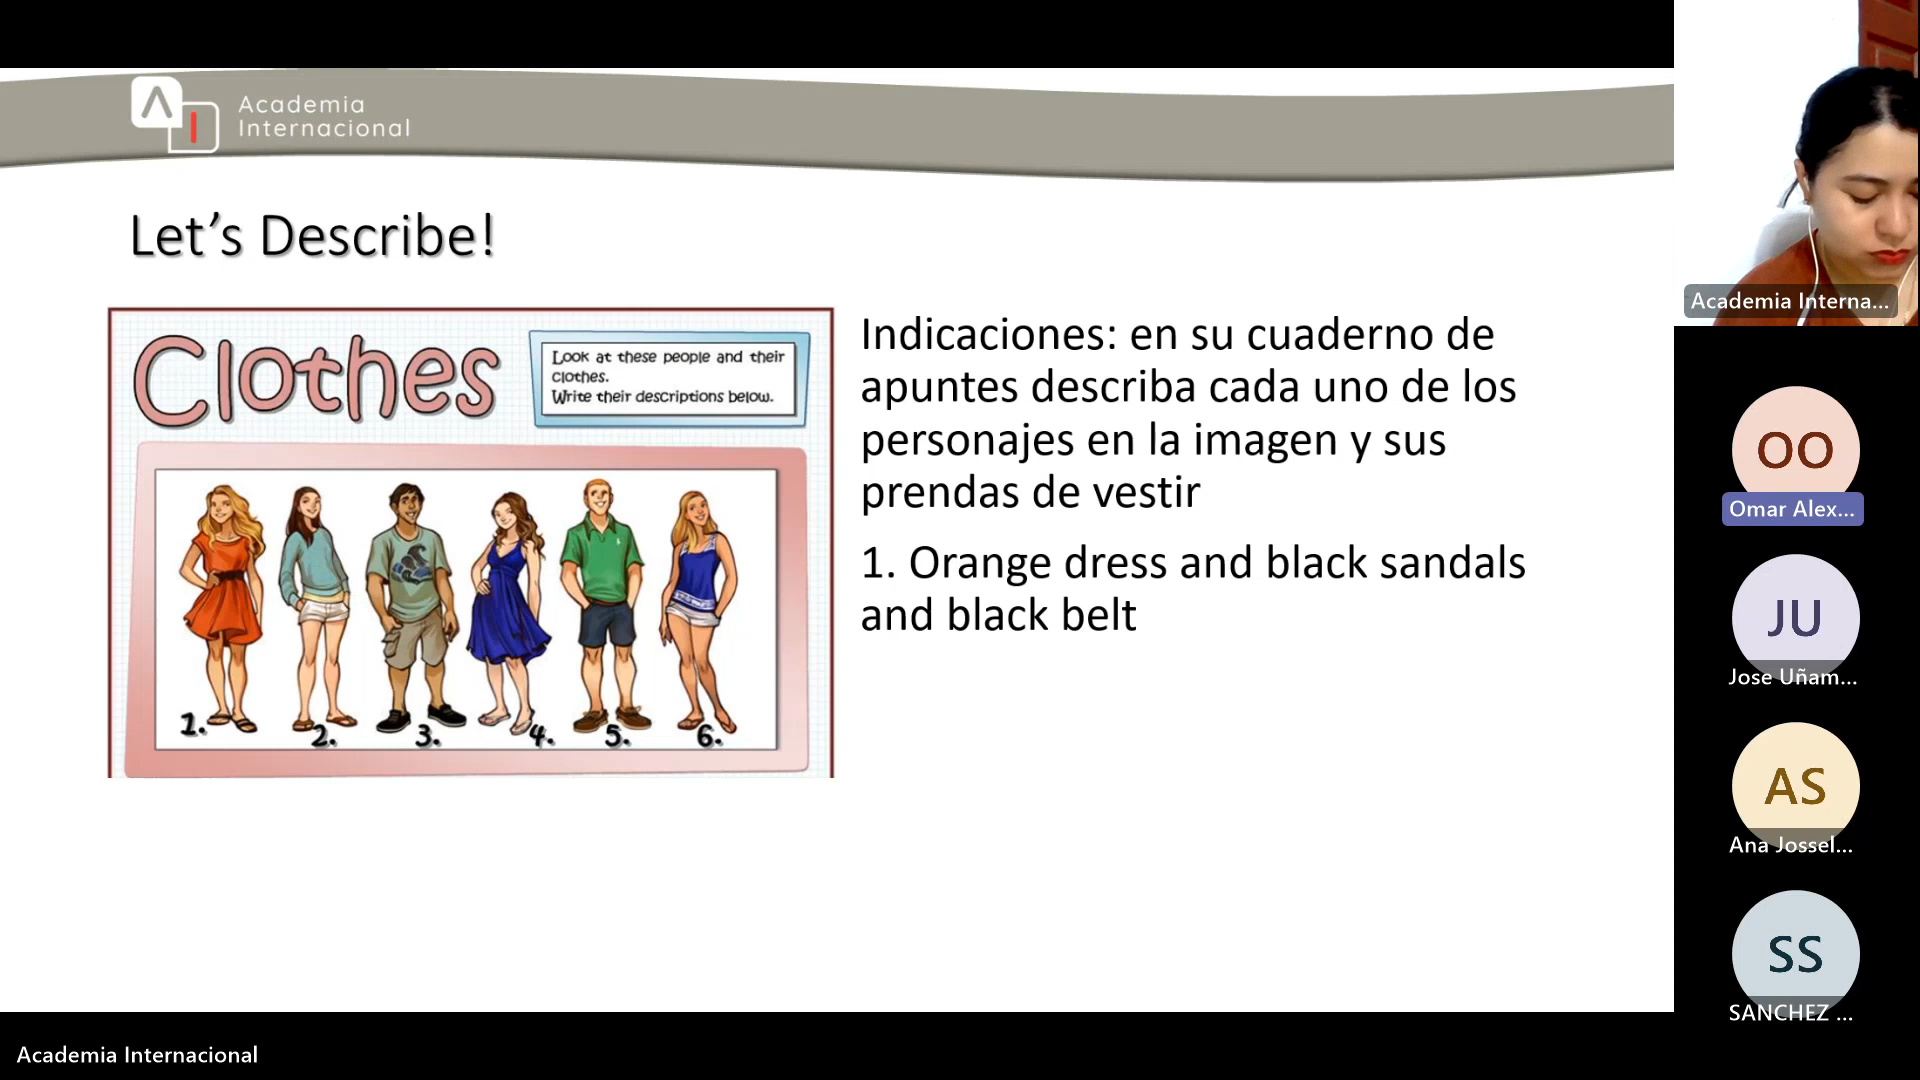 Academia
Internacional
Let's Describe!
Clothes
Look at these people and their
clothes.
Write their descriptions below.
1.
2.
3.
4.
5.
6.
Indicaciones: en su cuaderno de
apuntes describa cada uno de los
personajes en la imagen y sus
prendas de vestir
1. Orange dress and black sandals
and black belt
Academia Interna...
OO
Omar Alex...
JU
Jose Uñam...
AS
Ana Jossel...
SS
SANCHEZ ...
Academia Internacional